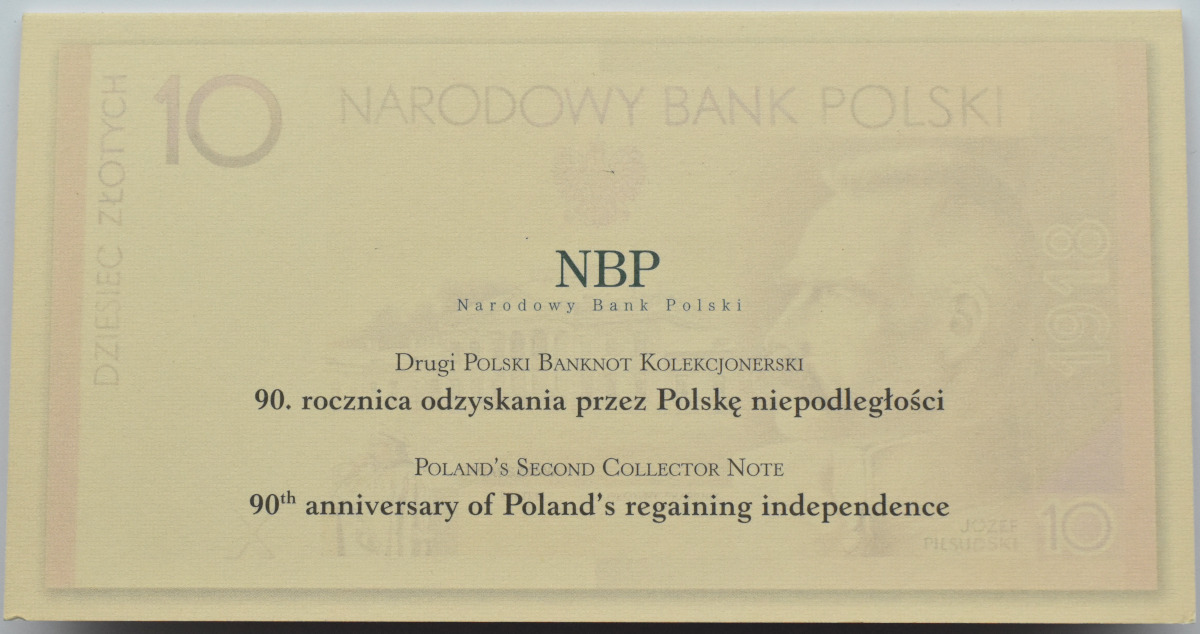 10
NARODOWY BANK POLSKI
DZIESIĘĆ ZŁOTYCH
1918
NBP
Narodowy Bank Polski
Drugi Polski Banknot Kolekcjonerski
90. rocznica odzyskania przez Polskę niepodległości
Poland's Second Collector Note
90th anniversary of Poland's regaining independence
JÓZEF
PIŁSUDSKI
10